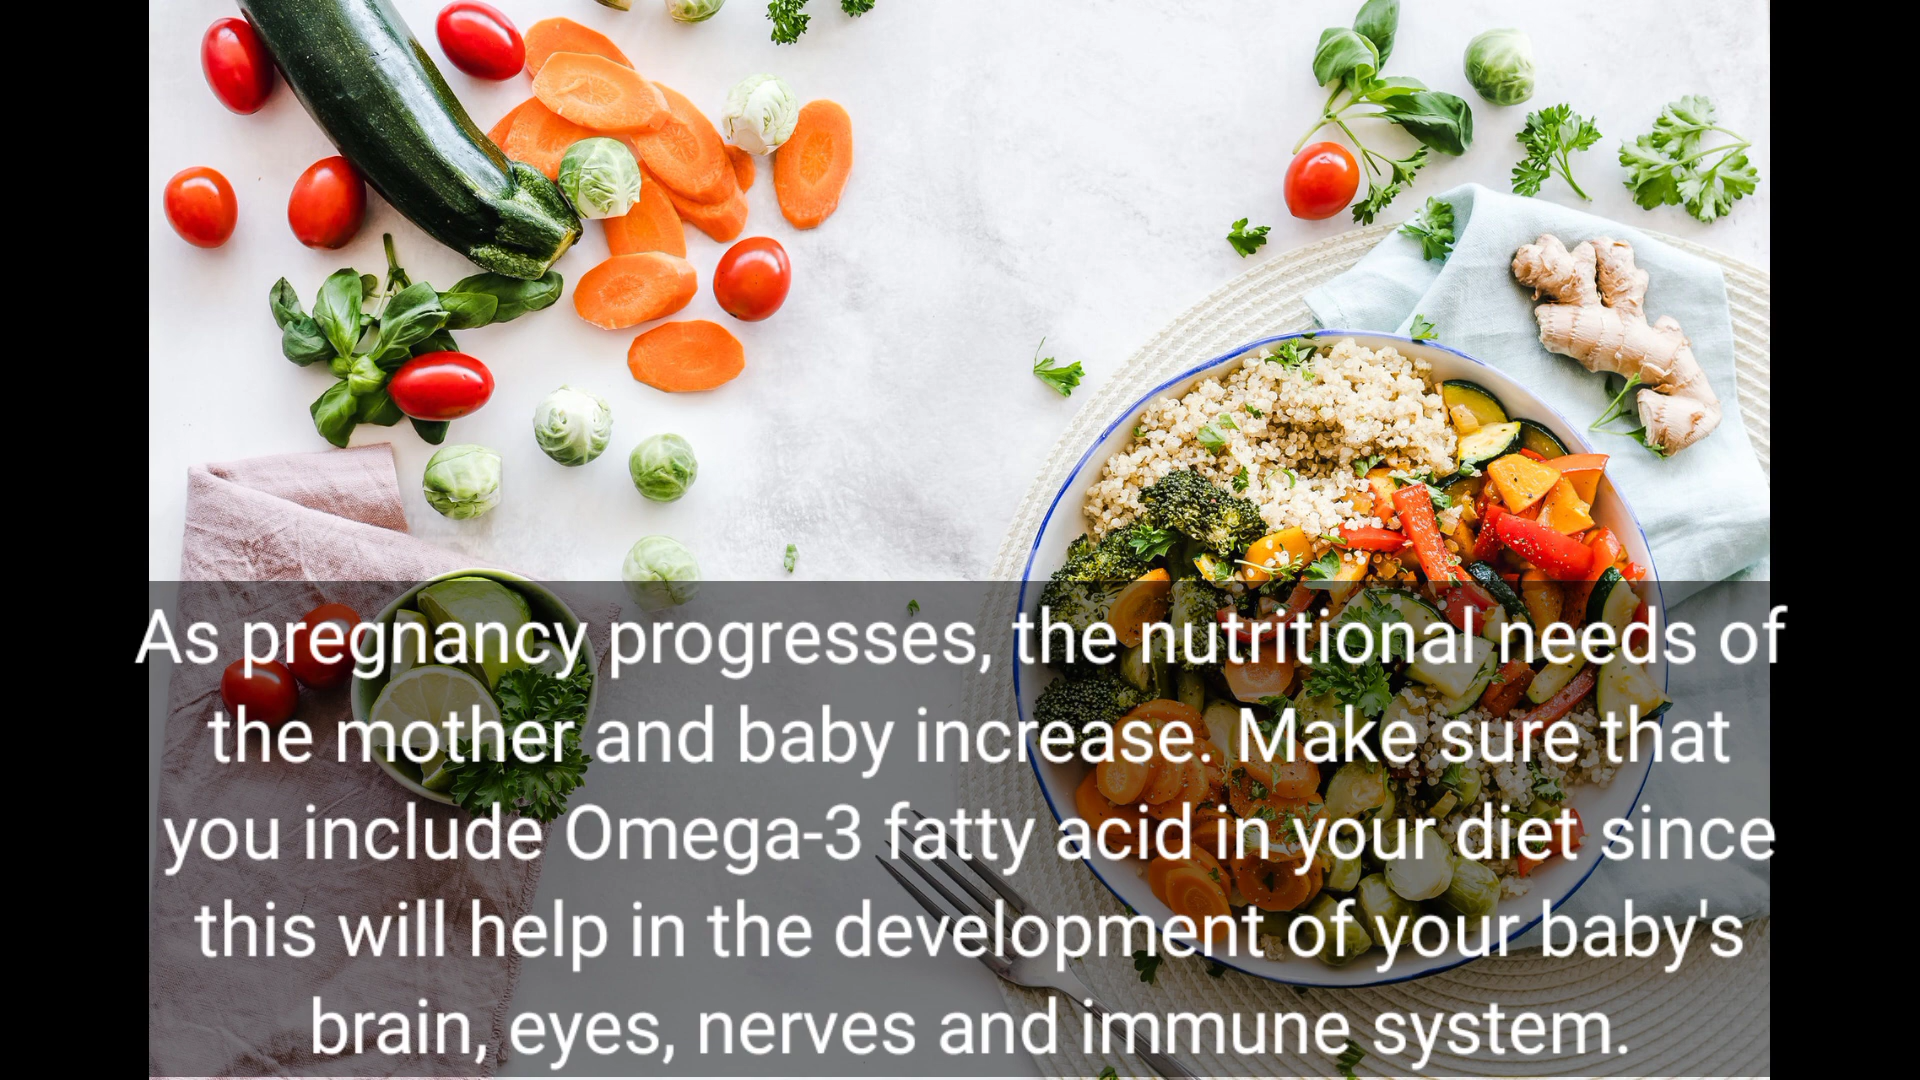 As pregnancy progresses, the nutritional needs of
the mother and baby increase. Make sure that
you include Omega-3 fatty acid in your diet since
this will help in the development of your baby's
brain, eyes, nerves and immune system.